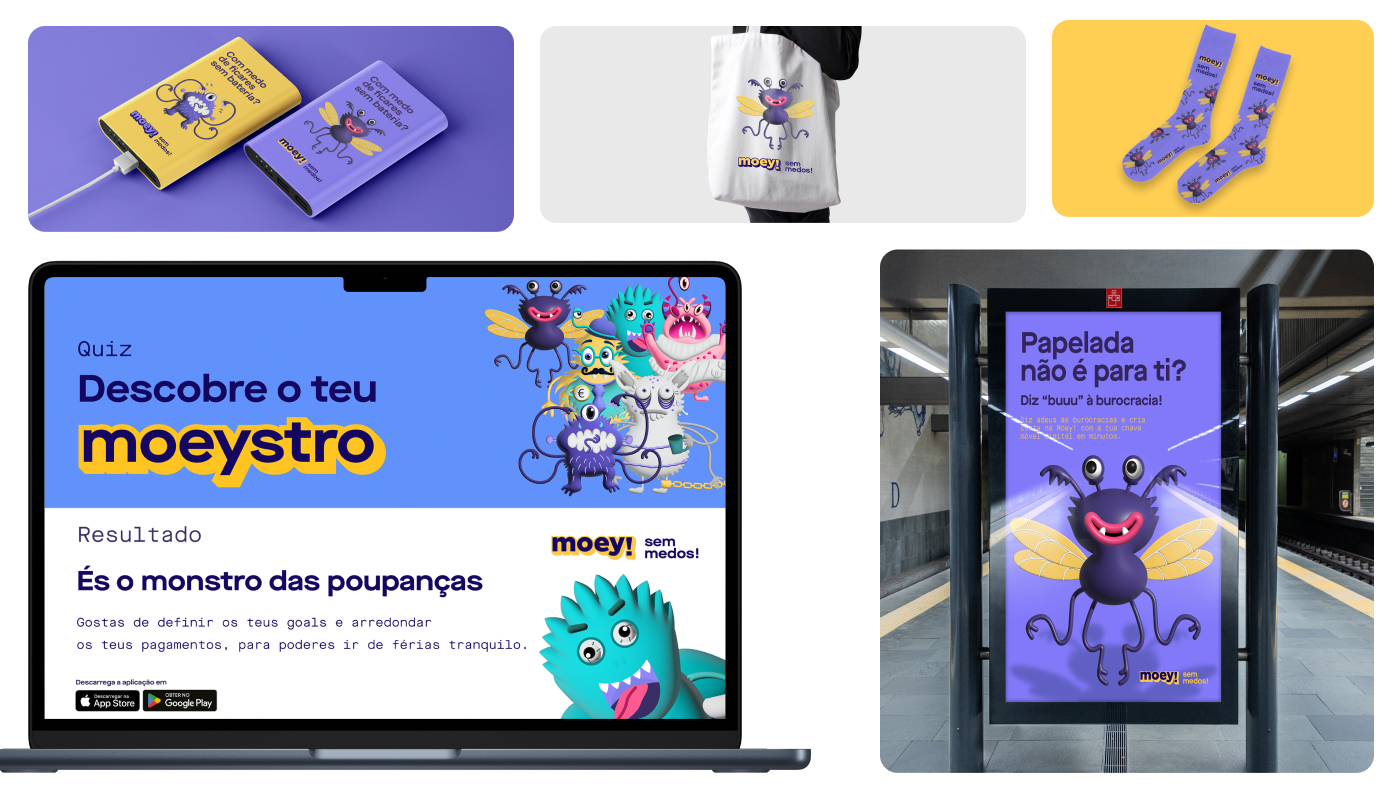 Com medo
de ficares
sem bateria?
moey!
sem
medos!
Com medo
de ficares
sem bateria?
moey!
sem
medos!
moey!
sem
medos!
moey!
sem
medos!
moey!
sem
medos!
moey!
moey!
Quiz
Descobre o teu
moeystro
€
Resultado
És o monstro das poupanças
Gostas de definir os teus goals e arredondar
os teus pagamentos, para poderes ir de férias tranquilo.
Descarrega a aplicação em
Descarregar na
App Store
OBTER NO
Google Play
moey!
sem
medos!
Papelada
não é para ti?
Diz “buuu” à burocracia!
Diz adeus às burocracias e cria
conta na Moey! com a tua chave
móvel digital em minutos.
moey!
sem
medos!
D